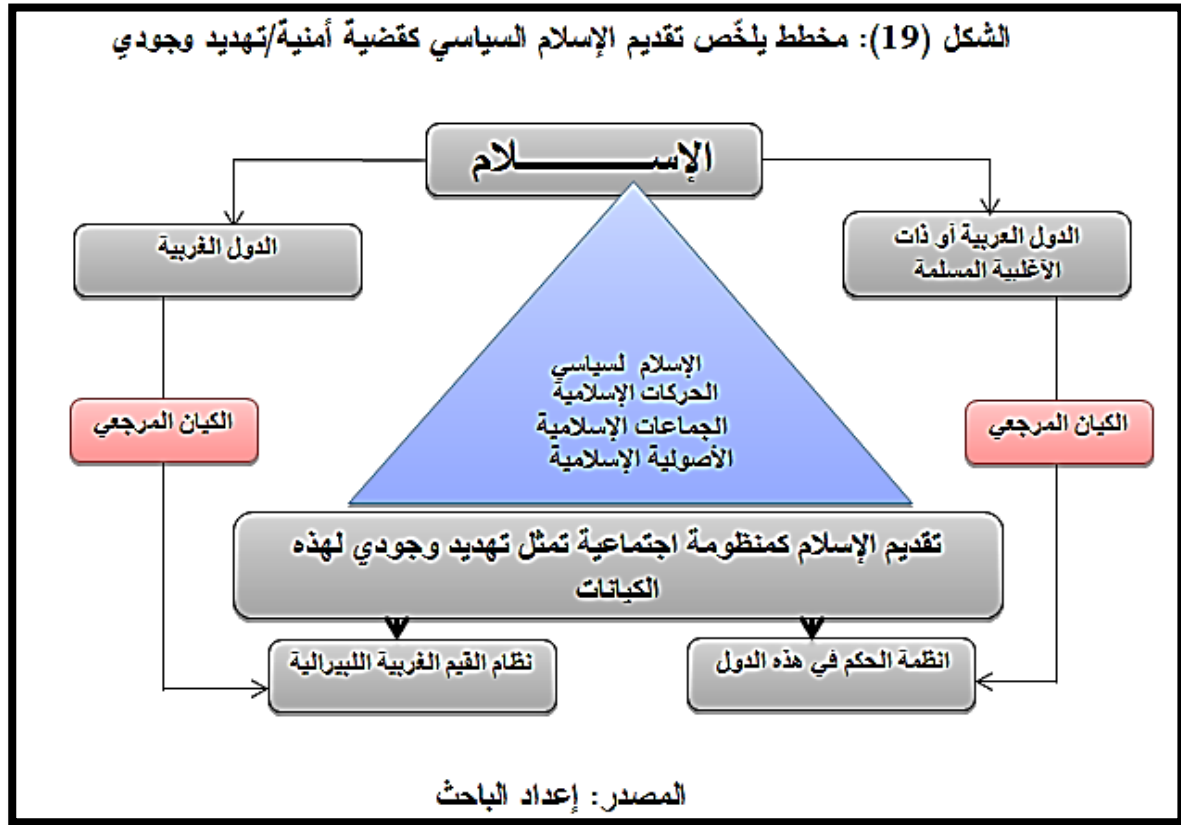 الشكل (19): مخطط يلخّص تقديم الإسلام السياسي كقضية أمنية/تهديد وجودي
الإســــــــــلام
الدول العربية أو ذات
الأغلبية المسلمة
الدول الغربية
الإسلام لسياسي
الحركات الإسلامية
الجماعات الإسلامية
الأصولية الإسلامية
الكيان المرجعي
الكيان المرجعي
تقديم الإسلام كمنظومة اجتماعية تمثل تهديد وجودي لهذه
الكيانات
انظمة الحكم في هذه الدول
نظام القيم الغربية الليبرالية
المصدر: إعداد الباحث